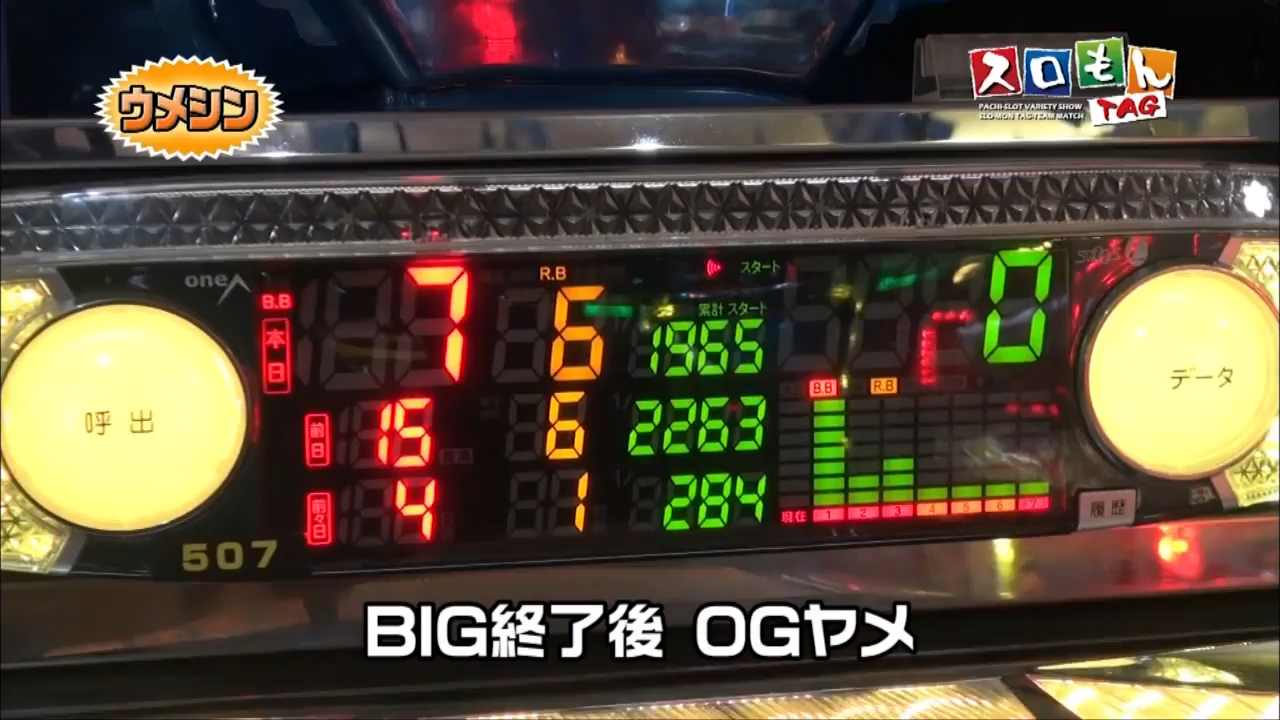 ウメシン
スロもん
PACHI-SLOT VARIETY SHOW
SLO-MON TAG-TEAM MATCH
TAG
oneA
B.B
本日
7
R.B
6
スタート
0
累計 スタート
1965
呼出
データ
前日
15
6
2263
前々日
4
1
284
B.B
R.B
現在 1 2 3 4 5 6 7
履歴
507
BIG終了後 0Gヤメ